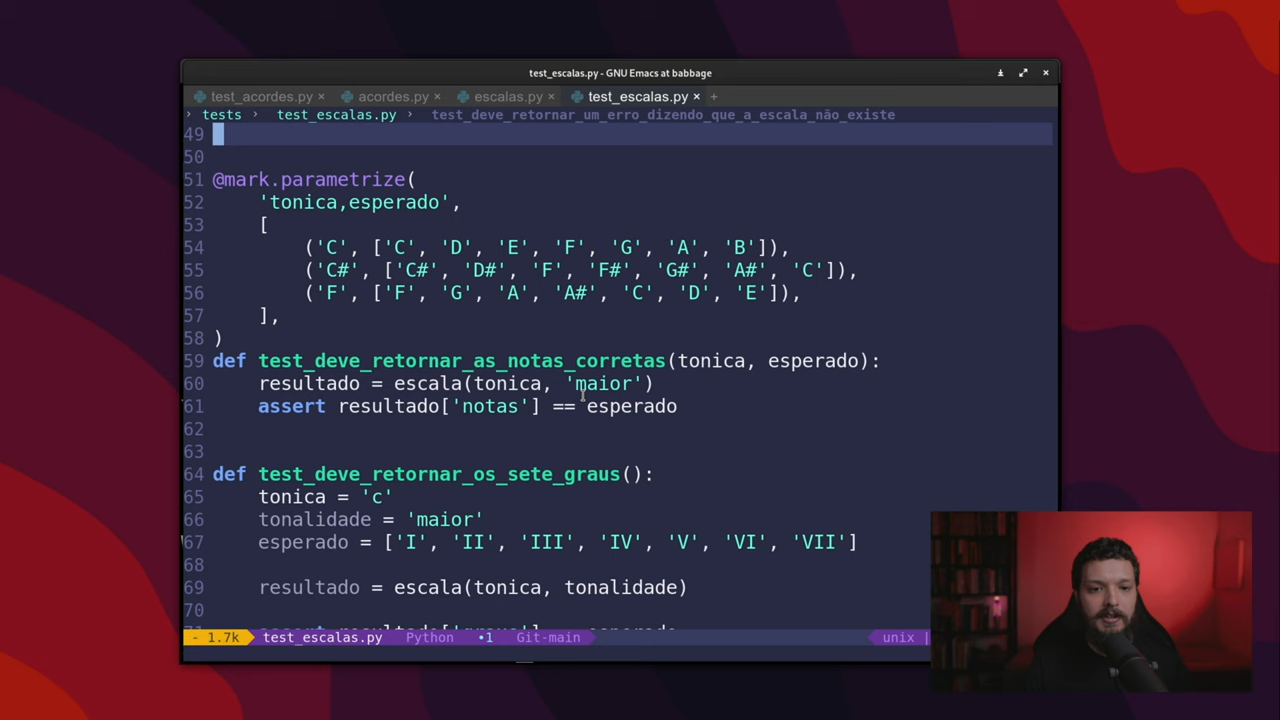 test_escalas.py - GNU Emacs at babbage
test_acordes.py × acordes.py × escalas.py × test_escalas.py × +
› tests › test_escalas.py › test_deve_retornar_um_erro_dizendo_que_a_escala_não_existe
49
50
51 @mark.parametrize(
52 'tonica,esperado',
53 [
54 ('C', ['C', 'D', 'E', 'F', 'G', 'A', 'B']),
55 ('C#', ['C#', 'D#', 'F', 'F#', 'G#', 'A#', 'C']),
56 ('F', ['F', 'G', 'A', 'A#', 'C', 'D', 'E']),
57 ],
58 )
59 def test_deve_retornar_as_notas_corretas(tonica, esperado):
60 resultado = escala(tonica, 'maior')
61 assert resultado['notas'] == esperado
62
63
64 def test_deve_retornar_os_sete_graus():
65 tonica = 'c'
66 tonalidade = 'maior'
67 esperado = ['I', 'II', 'III', 'IV', 'V', 'VI', 'VII']
68
69 resultado = escala(tonica, tonalidade)
70
- 1.7k test_escalas.py Python •1 Git-main unix |